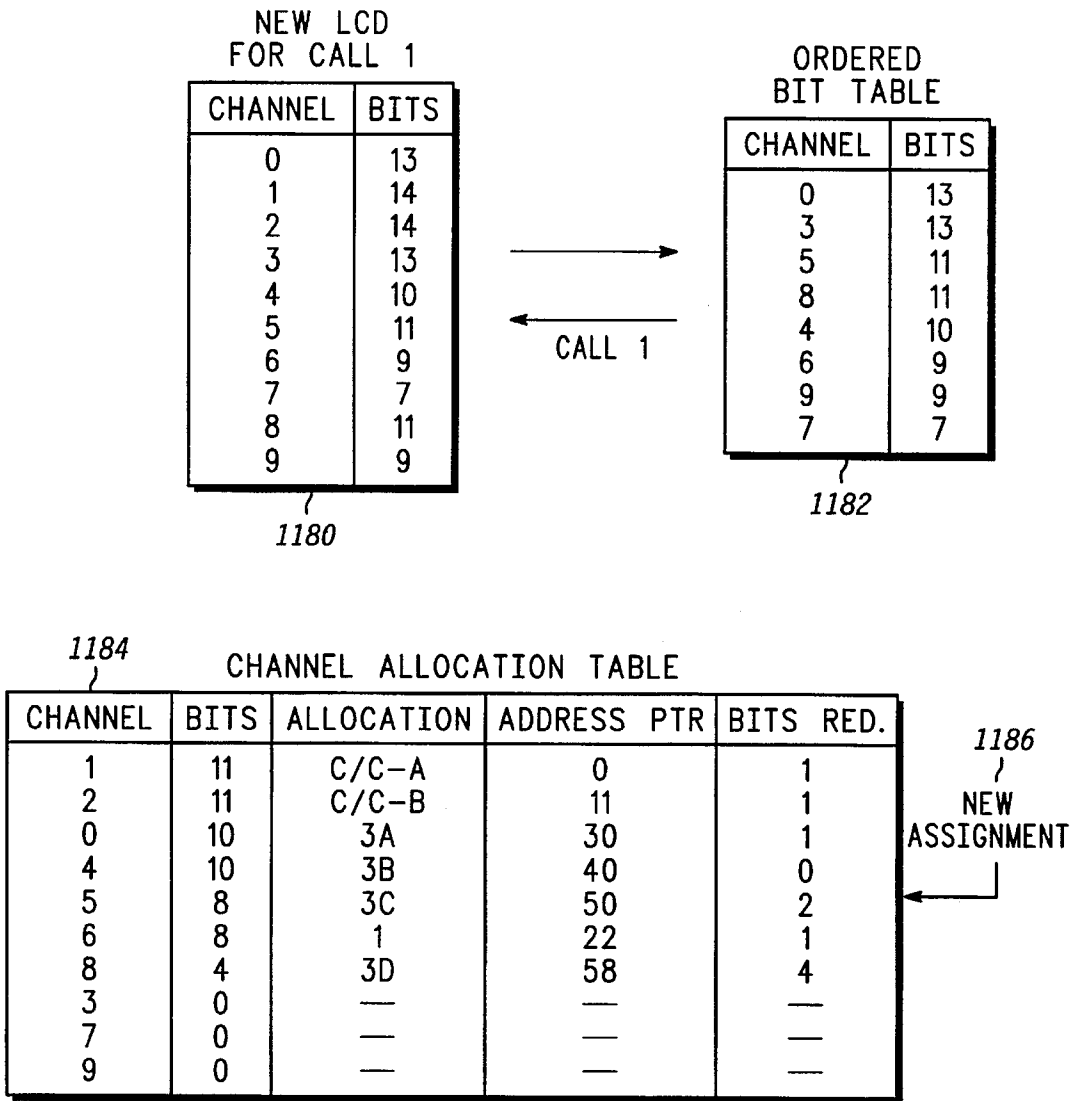 NEW LCD
FOR CALL 1
CHANNEL BITS
0 13
1 14
2 14
3 13
4 10
5 11
6 9
7 7
8 11
9 9
1180
CALL 1
ORDERED
BIT TABLE
CHANNEL BITS
0 13
3 13
5 11
8 11
4 10
6 9
9 9
7 7
1182
1184
CHANNEL ALLOCATION TABLE
CHANNEL BITS ALLOCATION ADDRESS PTR BITS RED.
1 11 C/C-A 0 1
2 11 C/C-B 11 1
0 10 3A 30 1
4 10 3B 40 0
5 8 3C 50 2
6 8 1 22 1
8 4 3D 58 4
3 0 — — —
7 0 — — —
9 0 — — —
1186
NEW
ASSIGNMENT